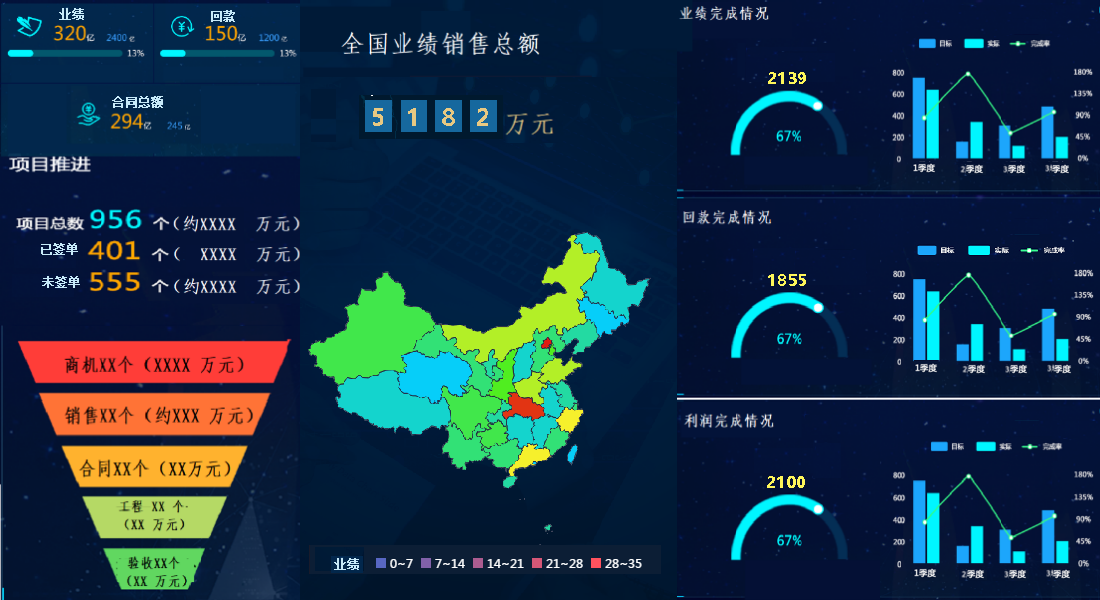 业绩
320亿 2400亿
13%
回款
150亿 1200亿
13%
合同总额
294亿 245亿
项目推进
项目总数 956 个(约XXXX 万元)
已签单 401 个( XXXX 万元)
未签单 555 个(约XXXX 万元)
商机XX个(XXXX 万元)
销售XX个(约XXX 万元)
合同XX个(XX万元)
工程 XX 个
(XX 万元)
验收XX个
(XX 万元)
全国业绩销售总额
5182 万元
业绩 0~7 7~14 14~21 21~28 28~35
业绩完成情况
2139
67%
目标 实际 完成率
800 180%
600 135%
400 90%
200 45%
0 0%
1季度 2季度 3季度 3季度
回款完成情况
1855
67%
目标 实际 完成率
800 180%
600 135%
400 90%
200 45%
0 0%
1季度 2季度 3季度 3季度
利润完成情况
2100
67%
目标 实际 完成率
800 180%
600 135%
400 90%
200 45%
0 0%
1季度 2季度 3季度 3季度